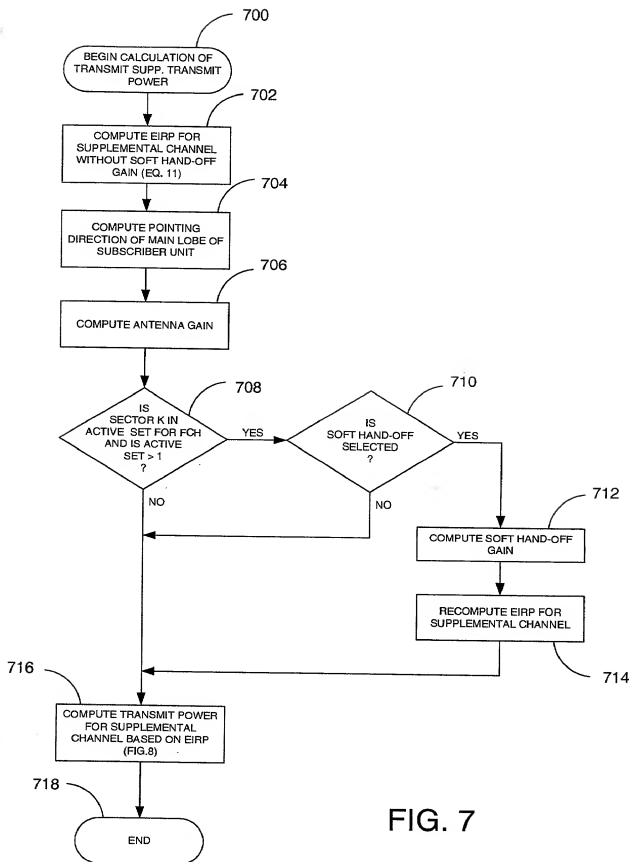 700
BEGIN CALCULATION OF
TRANSMIT SUPP. TRANSMIT
POWER
702
COMPUTE EIRP FOR
SUPPLEMENTAL CHANNEL
WITHOUT SOFT HAND-OFF
GAIN (EQ. 11)
704
COMPUTE POINTING
DIRECTION OF MAIN LOBE OF
SUBSCRIBER UNIT
706
COMPUTE ANTENNA GAIN
708
IS
SECTOR K IN
ACTIVE SET FOR FCH
AND IS ACTIVE
SET > 1
?
YES
NO
710
IS
SOFT HAND-OFF
SELECTED
?
YES
NO
712
COMPUTE SOFT HAND-OFF
GAIN
RECOMPUTE EIRP FOR
SUPPLEMENTAL CHANNEL
714
716
COMPUTE TRANSMIT POWER
FOR SUPPLEMENTAL
CHANNEL BASED ON EIRP
(FIG.8)
718
END
FIG. 7